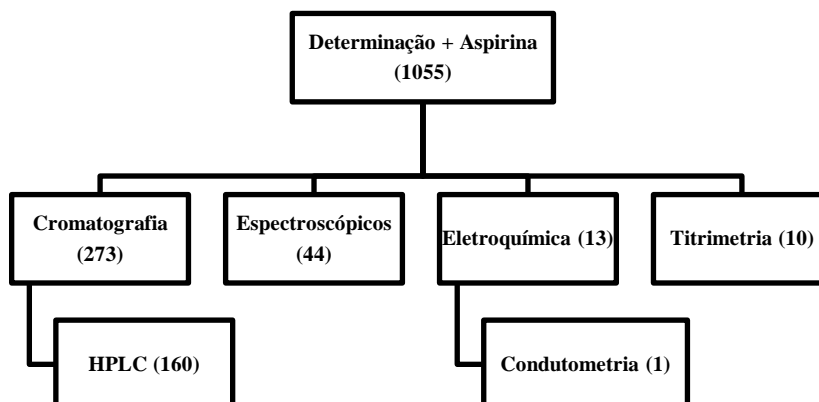 Determinação + Aspirina
(1055)
Cromatografia
(273)
Espectroscópicos
(44)
Eletroquímica (13)
Titrimetria (10)
HPLC (160)
Condutometria (1)